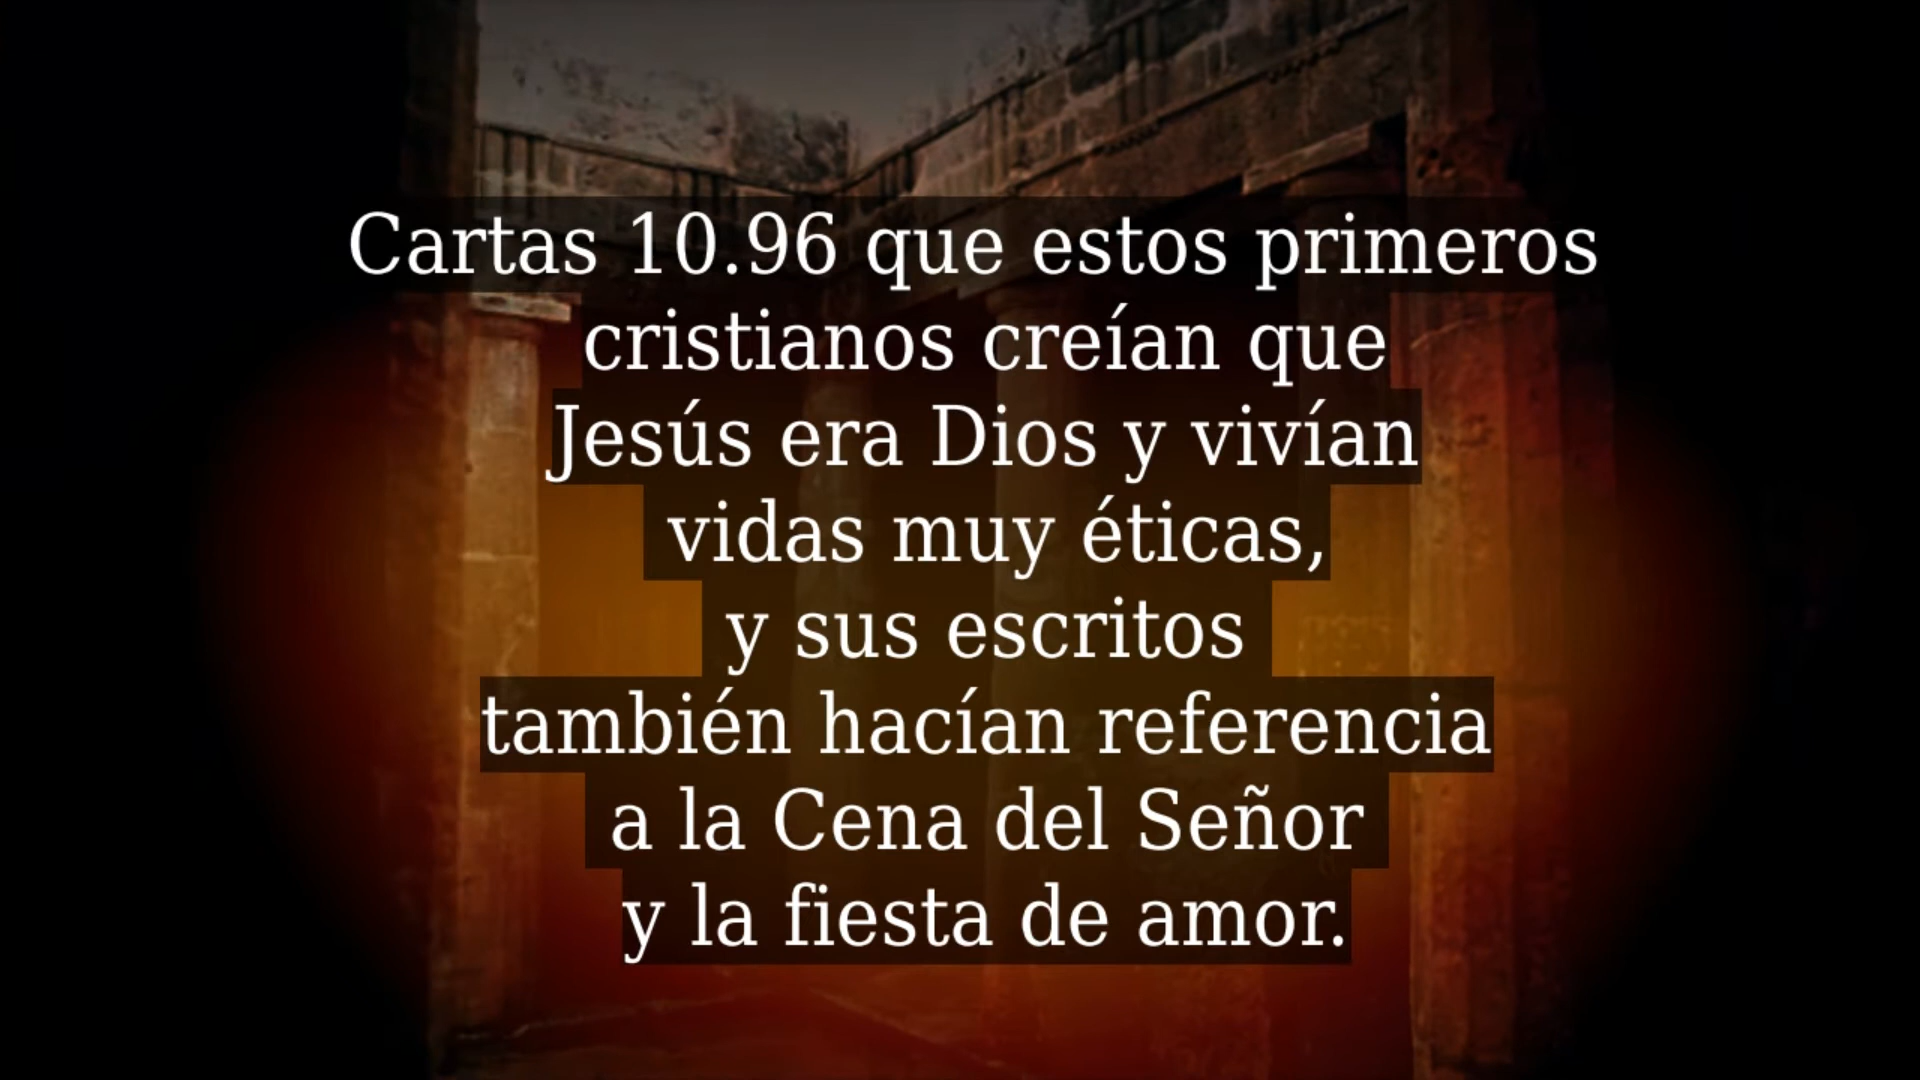 Cartas 10.96 que estos primeros
cristianos creían que
Jesús era Dios y vivían
vidas muy éticas,
y sus escritos
también hacían referencia
a la Cena del Señor
y la fiesta de amor.